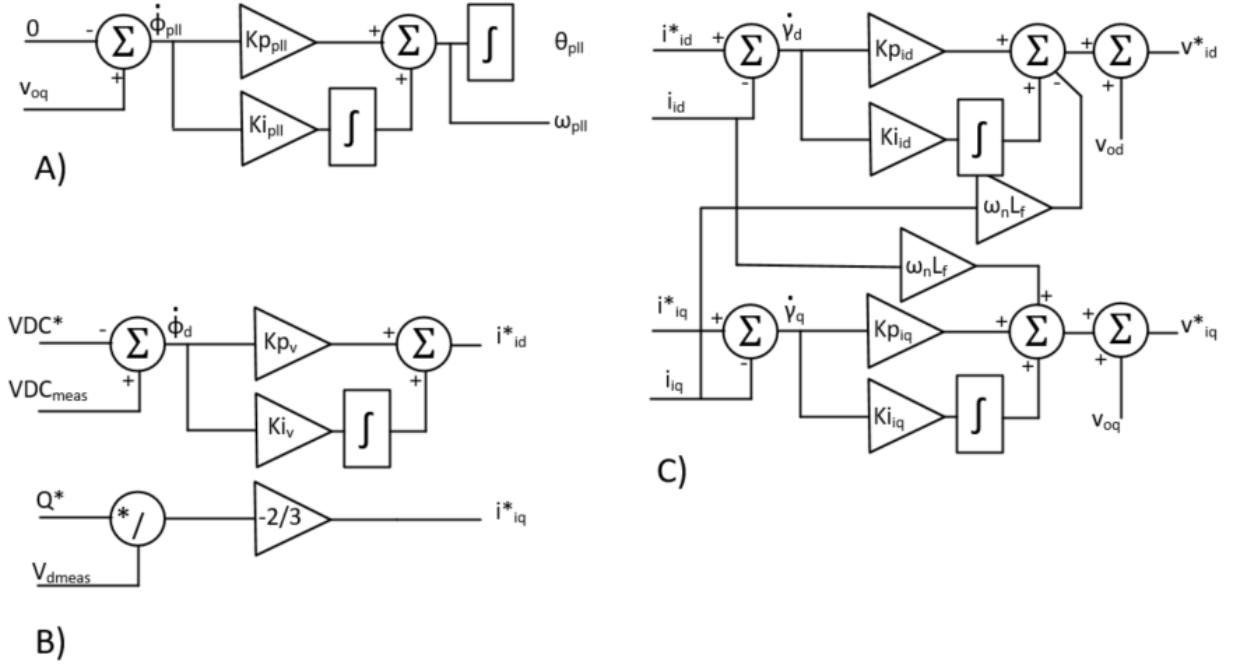 0 - Σ + ϕ̇pll Kppll + Σ + ∫ θpll
voq Kipll ∫ ωpll
A)
VDC* - Σ + ϕ̇d Kpv + Σ + i*id
VDCmeas Kiv ∫
Q* */ -2/3 i*iq
Vdmeas
B)
i*id + Σ - γ̇d Kpid + Σ + - + Σ + v*id
iid Kiid ∫ vod
ωnLf
ωnLf
i*iq + Σ - γ̇q Kpiq + + Σ + + Σ + v*iq
iiq Kiiq ∫ voq
C)